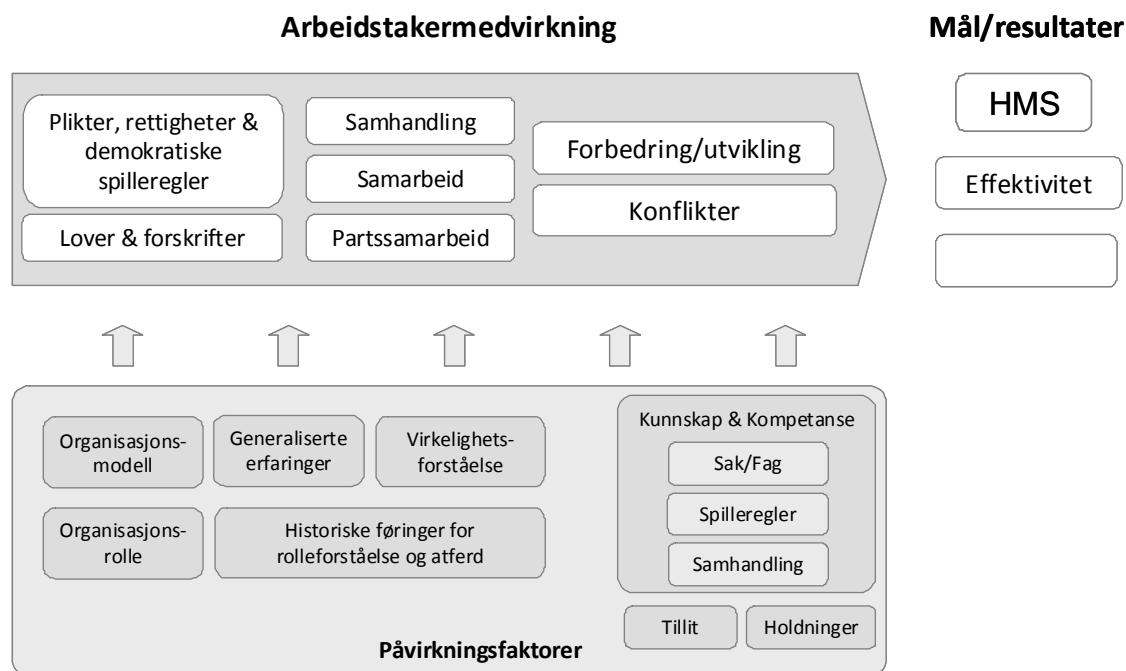 Arbeidstakermedvirkning
Mål/resultater
Plikter, rettigheter &
demokratiske
spilleregler
Lover & forskrifter
Samhandling
Samarbeid
Partssamarbeid
Forbedring/utvikling
Konflikter
HMS
Effektivitet
Organisasjons-
modell
Generaliserte
erfaringer
Virkelighets-
forståelse
Organisasjons-
rolle
Historiske føringer for
rolleforståelse og atferd
Kunnskap & Kompetanse
Sak/Fag
Spilleregler
Samhandling
Tillit
Holdninger
Påvirkningsfaktorer